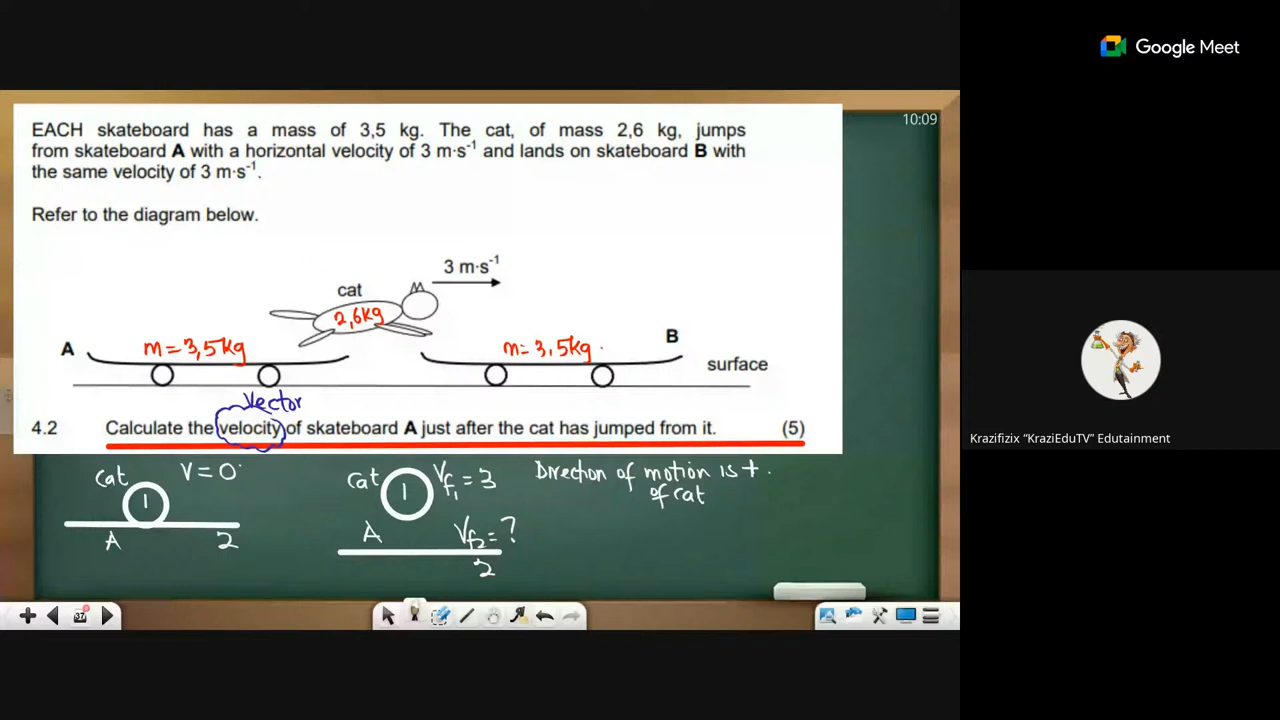 Google Meet
10:09
EACH skateboard has a mass of 3,5 kg. The cat, of mass 2,6 kg, jumps
from skateboard A with a horizontal velocity of 3 m·s⁻¹ and lands on skateboard B with
the same velocity of 3 m·s⁻¹.
Refer to the diagram below.
3 m·s⁻¹
cat
2,6kg
A
m = 3,5kg
m = 3.5kg
B
surface
Vector
4.2 Calculate the velocity of skateboard A just after the cat has jumped from it. (5)
Krazifizix "KraziEduTV" Edutainment
cat V = 0
1
A 2
cat 1 Vf₁ = 3
A Vf₂ = ?
2
Direction of motion is +
of cat
37